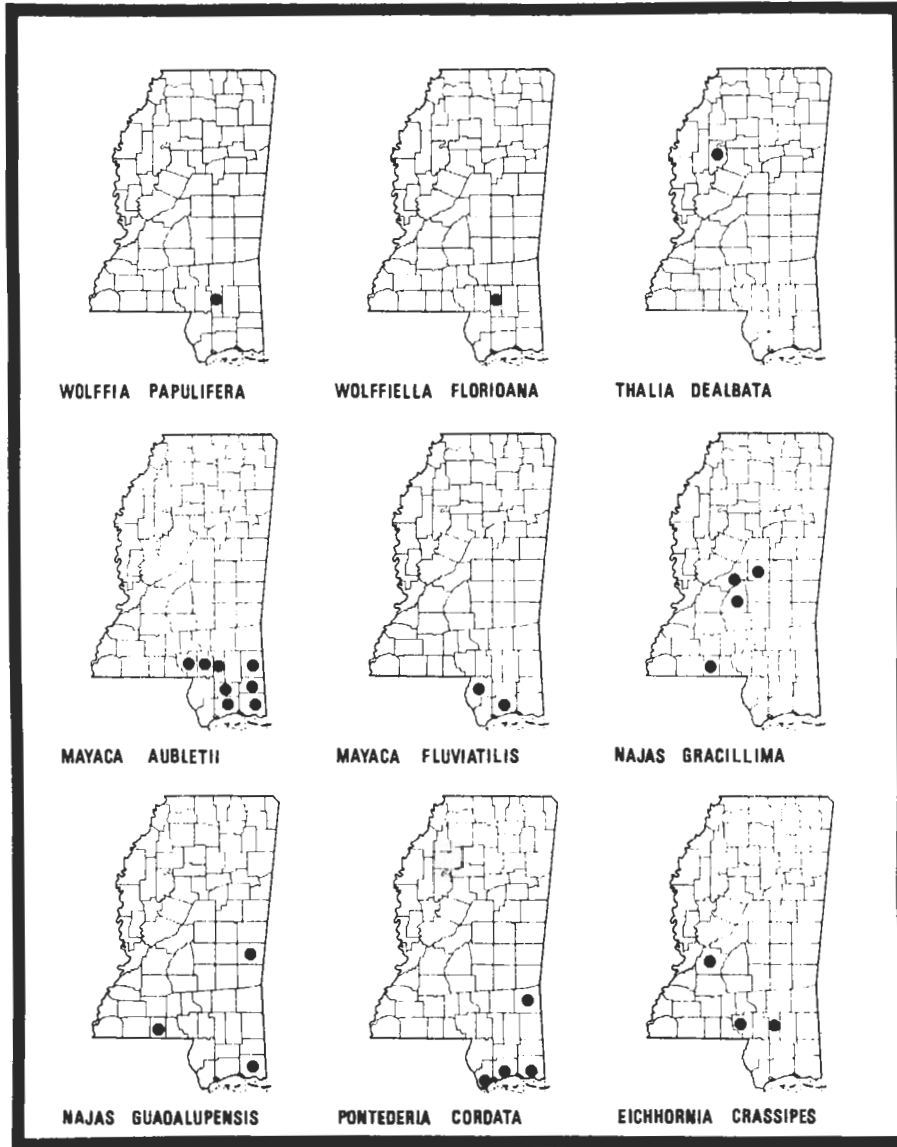 WOLFFIA PAPULIFERA
WOLFFIELLA FLORIOANA
THALIA DEALBATA
MAYACA AUBLETII
MAYACA FLUVIATILIS
NAJAS GRACILLIMA
NAJAS GUADALUPENSIS
PONTEDERIA CORDATA
EICHHORNIA CRASSIPES